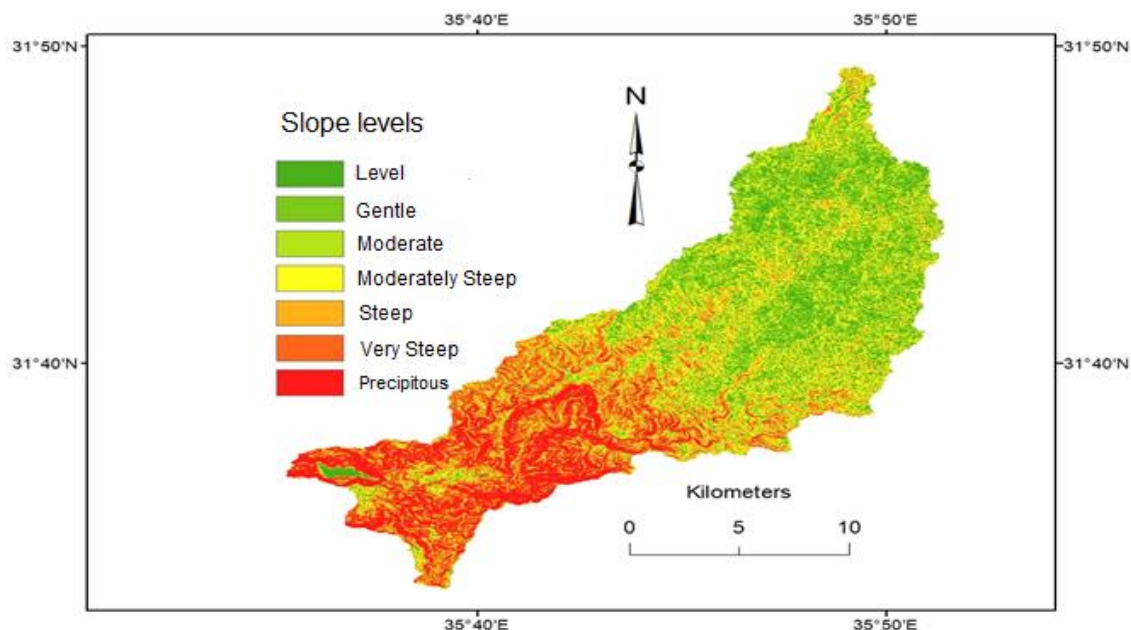 35°40'E 35°50'E
31°50'N 31°50'N
N
Slope levels
Level
Gentle
Moderate
Moderately Steep
Steep
Very Steep
Precipitous
31°40'N 31°40'N
Kilometers
0 5 10
35°40'E 35°50'E